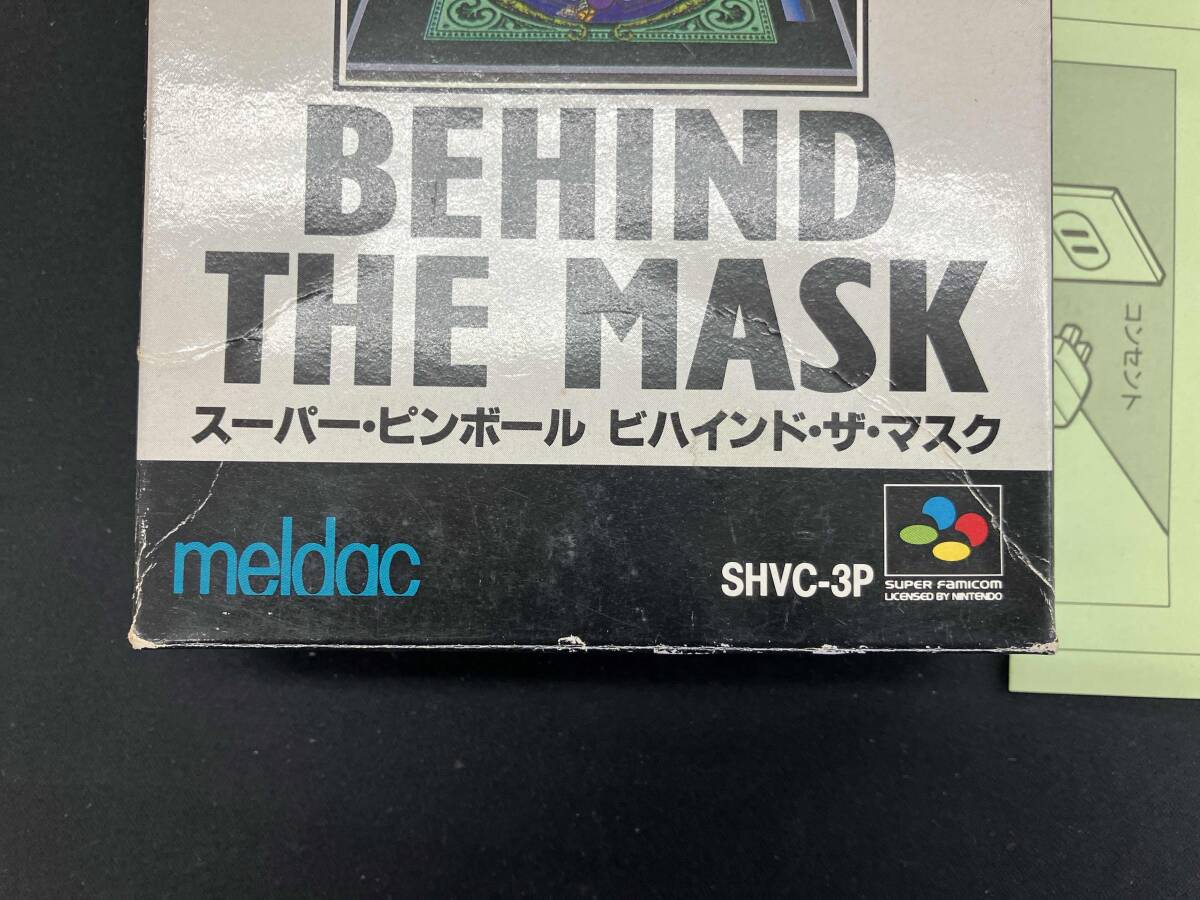 BEHIND
THE MASK
スーパー・ピンボール ビハインド・ザ・マスク
meldac
SHVC-3P
SUPER FAMICOM
LICENSED BY NINTENDO
コンセント